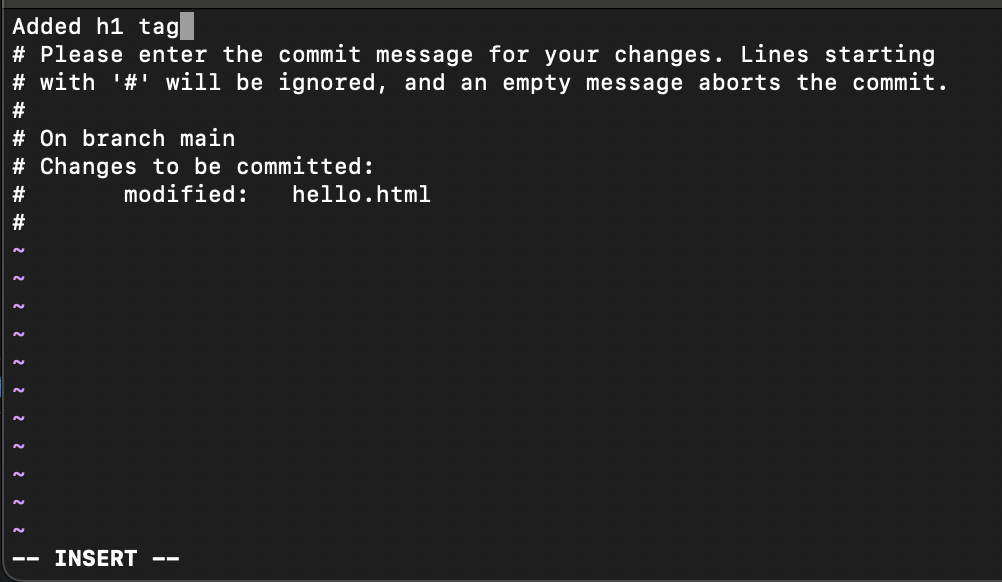 Added h1 tag
# Please enter the commit message for your changes. Lines starting
# with '#' will be ignored, and an empty message aborts the commit.
#
# On branch main
# Changes to be committed:
#       modified:   hello.html
#
~
~
~
~
~
~
~
~
~
~
~
-- INSERT --